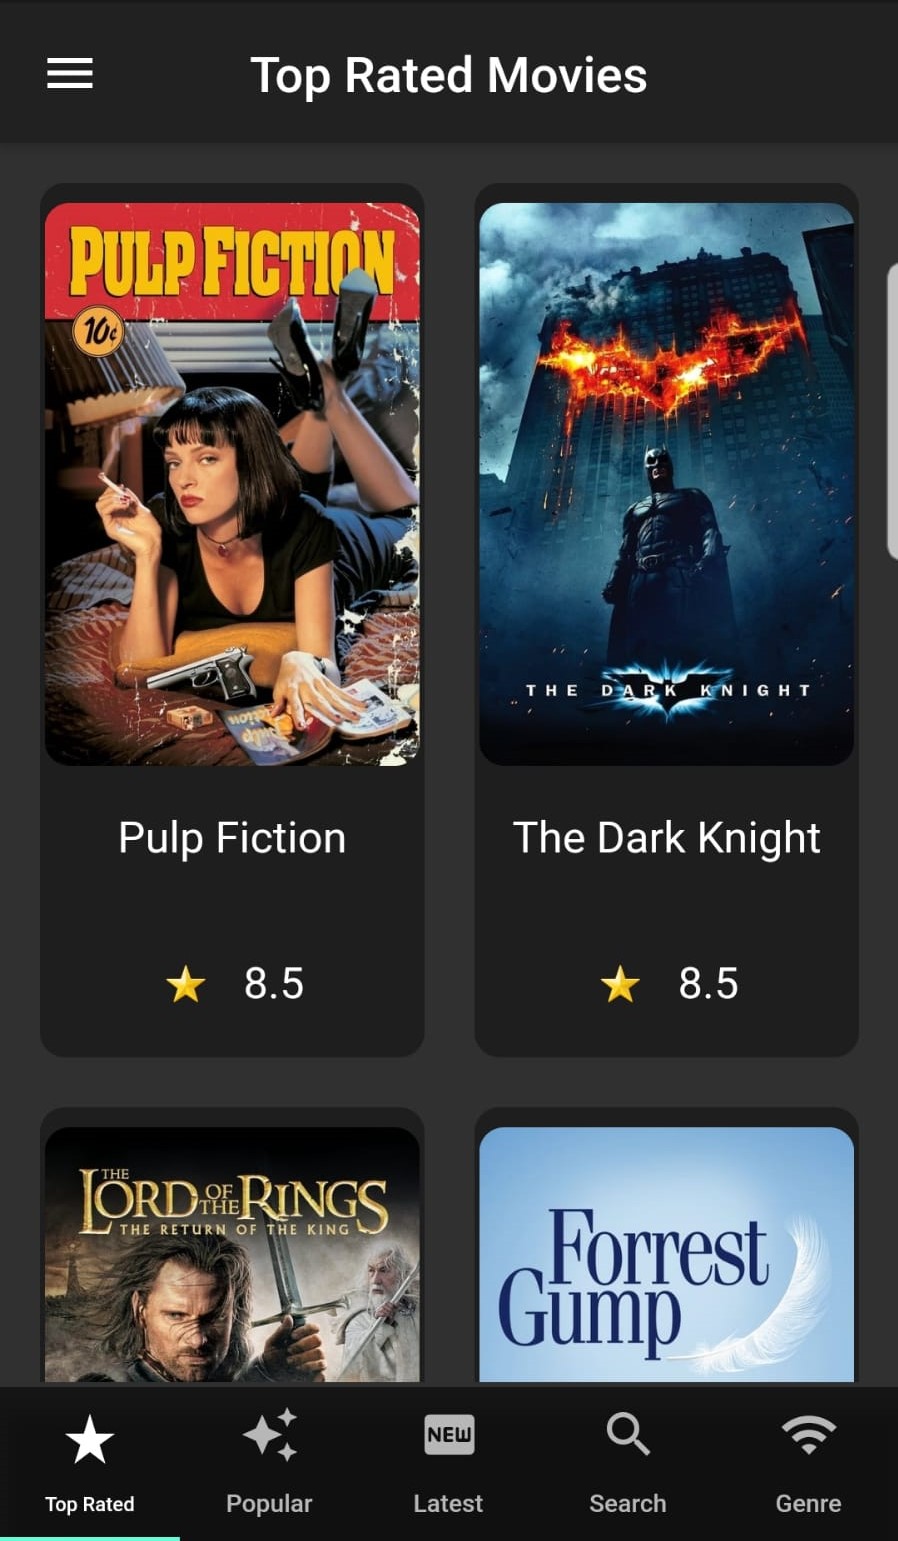 Top Rated Movies
PULP FICTION
10¢
THE DARK KNIGHT
Pulp Fiction
The Dark Knight
8.5
8.5
THE
LORD OF THE RINGS
THE RETURN OF THE KING
Forrest
Gump
NEW
Top Rated
Popular
Latest
Search
Genre